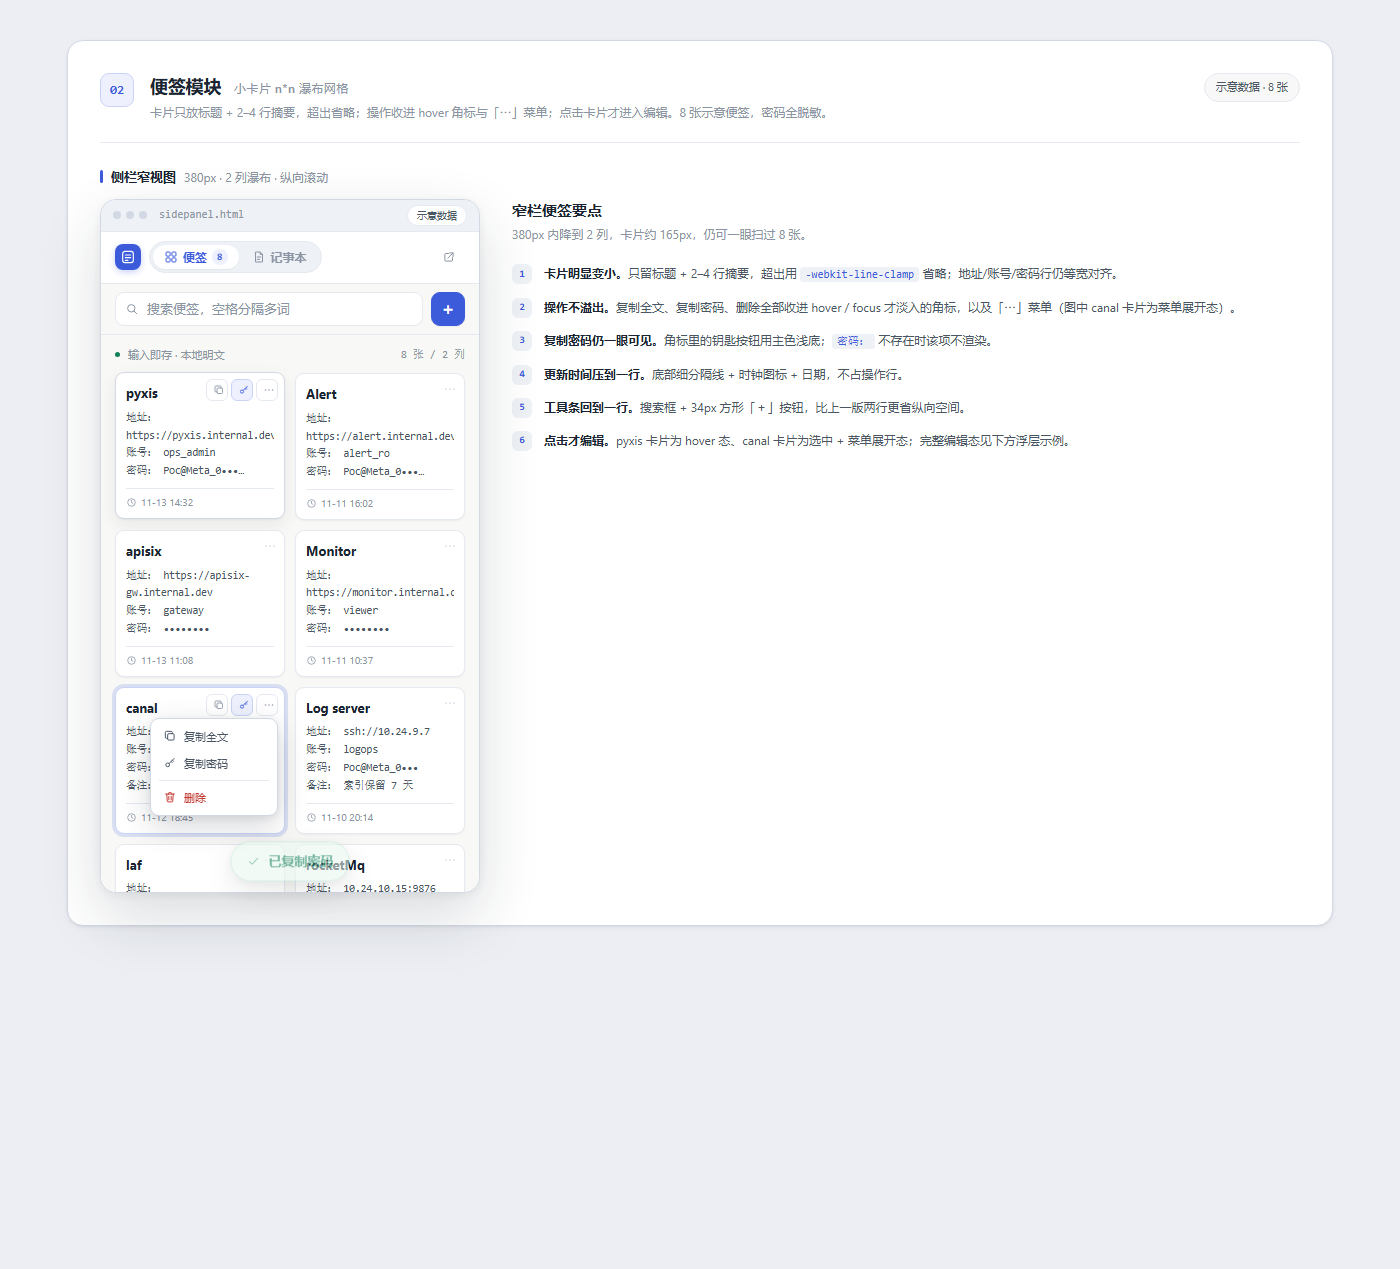 02
便签模块 小卡片 n*n 瀑布网格
示意数据 · 8 张
卡片只放标题 + 2–4 行摘要，超出省略；操作收进 hover 角标与「···」菜单；点击卡片才进入编辑。8 张示意便签，密码全脱敏。
侧栏窄视图 380px · 2 列瀑布 · 纵向滚动
sidepanel.html
示意数据
便签 8
记事本
搜索便签，空格分隔多词
+
输入即存 · 本地明文
8 张 / 2 列
pyxis
地址：
https://pyxis.internal.dev
账号： ops_admin
密码： Poc@Meta_0•••…
11-13 14:32
Alert
地址：
https://alert.internal.dev
账号： alert_ro
密码： Poc@Meta_0•••…
11-11 16:02
apisix
地址： https://apisix-
gw.internal.dev
账号： gateway
密码： ••••••••
11-13 11:08
Monitor
地址：
https://monitor.internal.d
账号： viewer
密码： ••••••••
11-11 10:37
canal
地址:
账号:
密码:
备注:
复制全文
复制密码
删除
11-12 18:45
Log server
地址： ssh://10.24.9.7
账号： logops
密码： Poc@Meta_0•••
备注： 索引保留 7 天
11-10 20:14
laf
地址：
已复制密码
rocketMq
地址： 10.24.10.15:9876
窄栏便签要点
380px 内降到 2 列，卡片约 165px，仍可一眼扫过 8 张。
1 卡片明显变小。只留标题 + 2–4 行摘要，超出用 -webkit-line-clamp 省略；地址/账号/密码行仍等宽对齐。
2 操作不溢出。复制全文、复制密码、删除全部收进 hover / focus 才淡入的角标，以及「···」菜单（图中 canal 卡片为菜单展开态）。
3 复制密码仍一眼可见。角标里的钥匙按钮用主色浅底；密码： 不存在时该项不渲染。
4 更新时间压到一行。底部细分隔线 + 时钟图标 + 日期，不占操作行。
5 工具条回到一行。搜索框 + 34px 方形「+」按钮，比上一版两行更省纵向空间。
6 点击才编辑。pyxis 卡片为 hover 态、canal 卡片为选中 + 菜单展开态；完整编辑态见下方浮层示例。